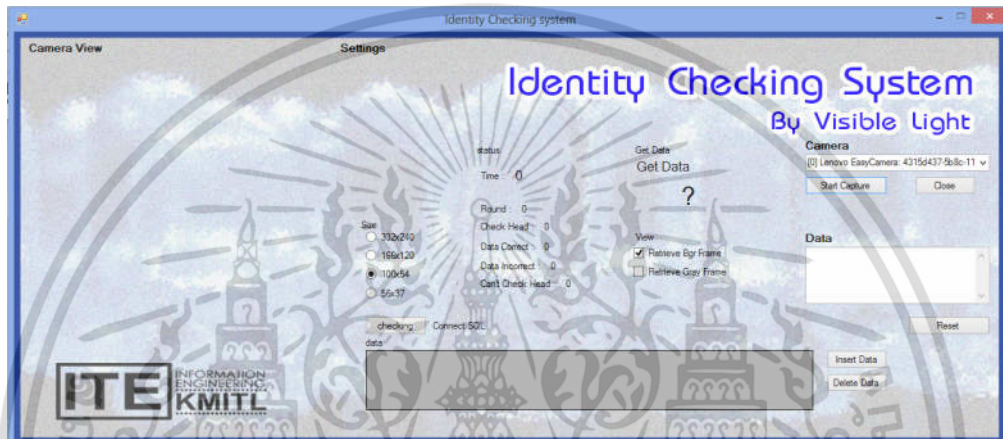 Identity Checking system
Camera View
Settings
Identity Checking System
By Visible Light
status
Time : 0
Round : 0
Check Head : 0
Data Correct : 0
Data Incorrect : 0
Can't Check Head 0
Get Data
Get Data
?
Camera
[0] Lenovo EasyCamera: 4315d437-5b8c-11
Start Capture
Close
Size
332x240
166x120
100x54
56x37
View
Retrieve Bgr Frame
Retrieve Gray Frame
Data
checking
Connect SQL
Reset
data
Insert Data
Delete Data
ITE
INFORMATION
ENGINEERING
KMITL